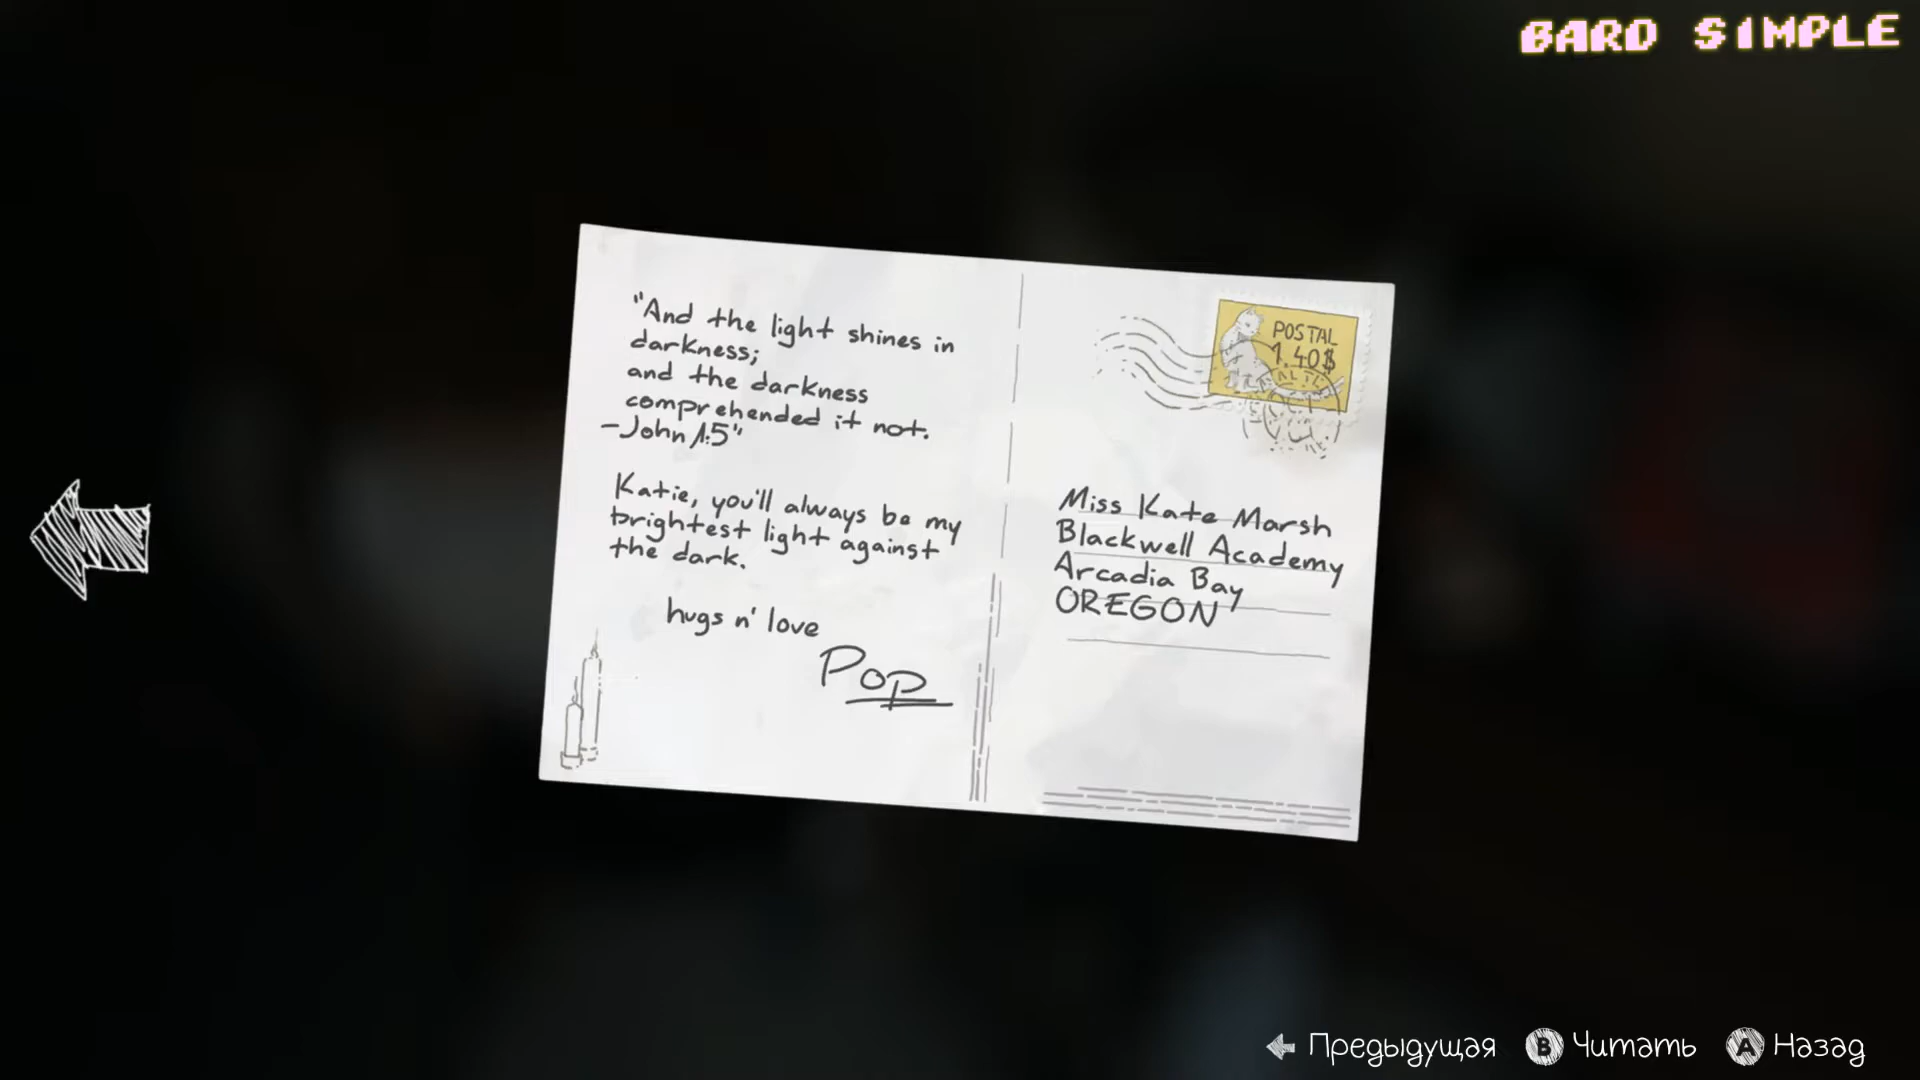 BARD SIMPLE
"And the light shines in
darkness;
and the darkness
comprehended it not.
-John 1:5"
Katie, you'll always be my
brightest light against
the dark.
hugs n' love
Pop
POSTAL
1.40$
Miss Kate Marsh
Blackwell Academy
Arcadia Bay
OREGON
Предыдущая
B Читать
A Назад